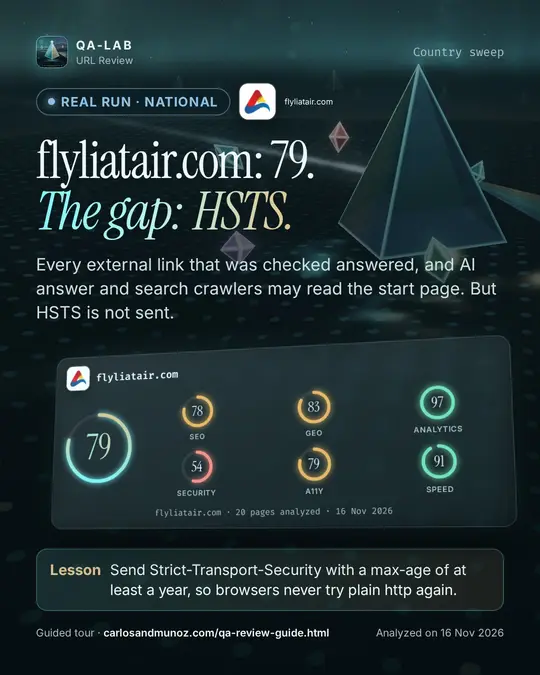 QA-LAB
URL Review
Country sweep
REAL RUN · NATIONAL
flyliatair.com
flyliatair.com: 79.
The gap: HSTS.
Every external link that was checked answered, and AI
answer and search crawlers may read the start page. But
HSTS is not sent.
flyliatair.com
79
78
SEO
83
GEO
97
ANALYTICS
54
SECURITY
79
A11Y
91
SPEED
flyliatair.com · 20 pages analyzed · 16 Nov 2026
Lesson Send Strict-Transport-Security with a max-age of at
least a year, so browsers never try plain http again.
Guided tour · carlosandmunoz.com/qa-review-guide.html
Analyzed on 16 Nov 2026